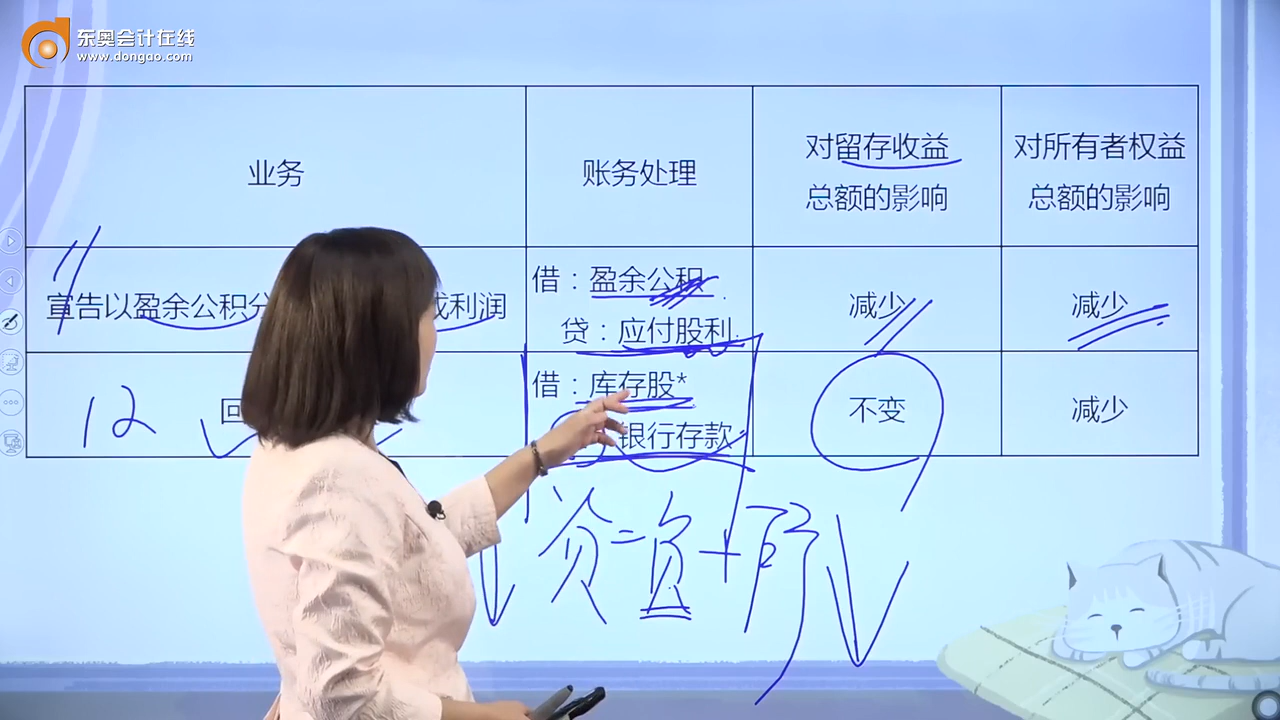 东奥会计在线
www.dongao.com
业务
账务处理
对留存收益
总额的影响
对所有者权益
总额的影响
宣告以盈余公积分
利润
借：盈余公积
贷：应付股利
减少
减少
12
回
借：库存股*
银行存款
不变
减少
资=负+所